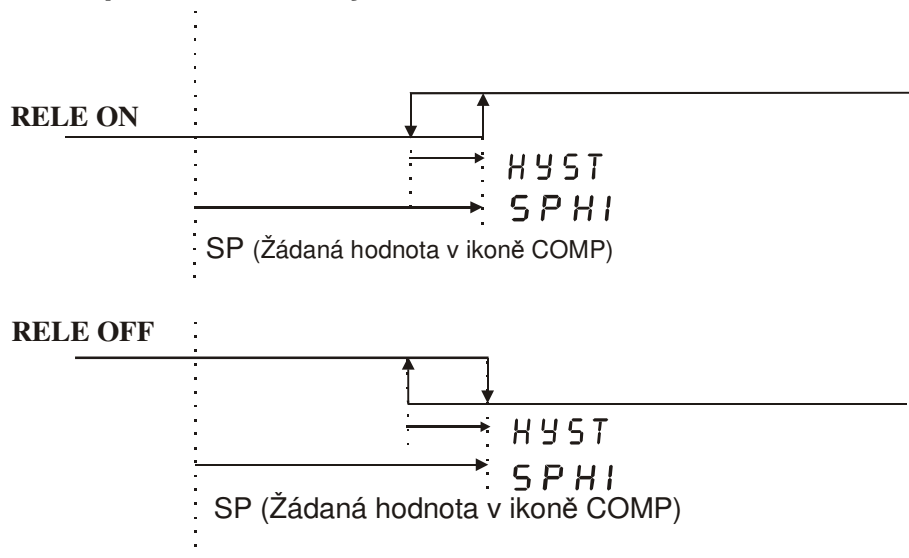 RELE ON
HYST
SPHI
SP (Žádaná hodnota v ikoně COMP)
RELE OFF
HYST
SPHI
SP (Žádaná hodnota v ikoně COMP)